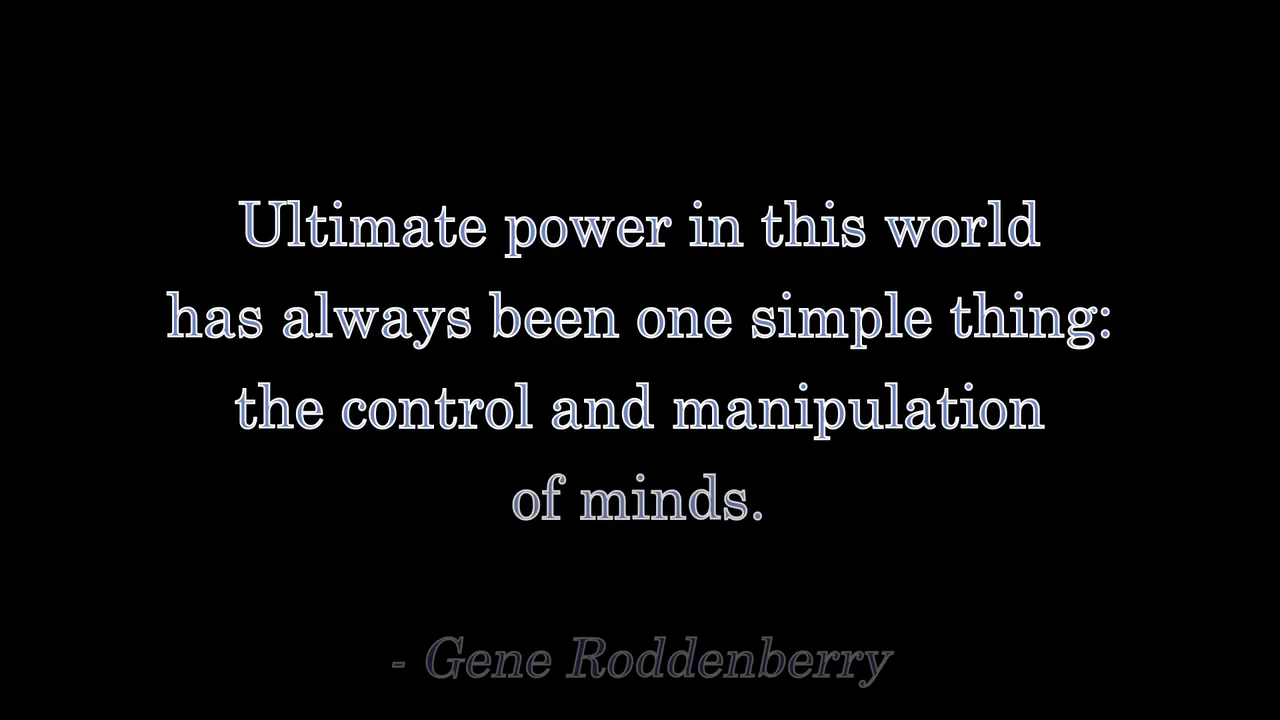 Ultimate power in this world
has always been one simple thing:
the control and manipulation
of minds.
- Gene Roddenberry